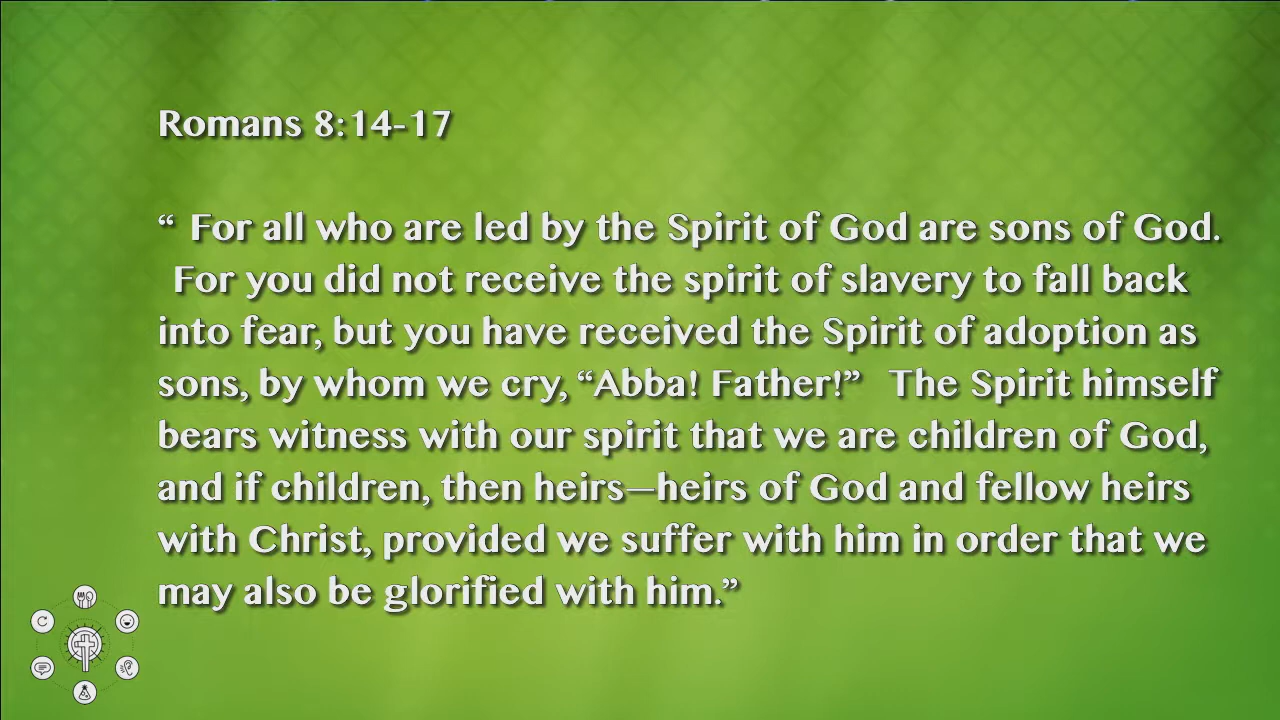 Romans 8:14-17
“ For all who are led by the Spirit of God are sons of God.
For you did not receive the spirit of slavery to fall back
into fear, but you have received the Spirit of adoption as
sons, by whom we cry, “Abba! Father!” The Spirit himself
bears witness with our spirit that we are children of God,
and if children, then heirs—heirs of God and fellow heirs
with Christ, provided we suffer with him in order that we
may also be glorified with him.”